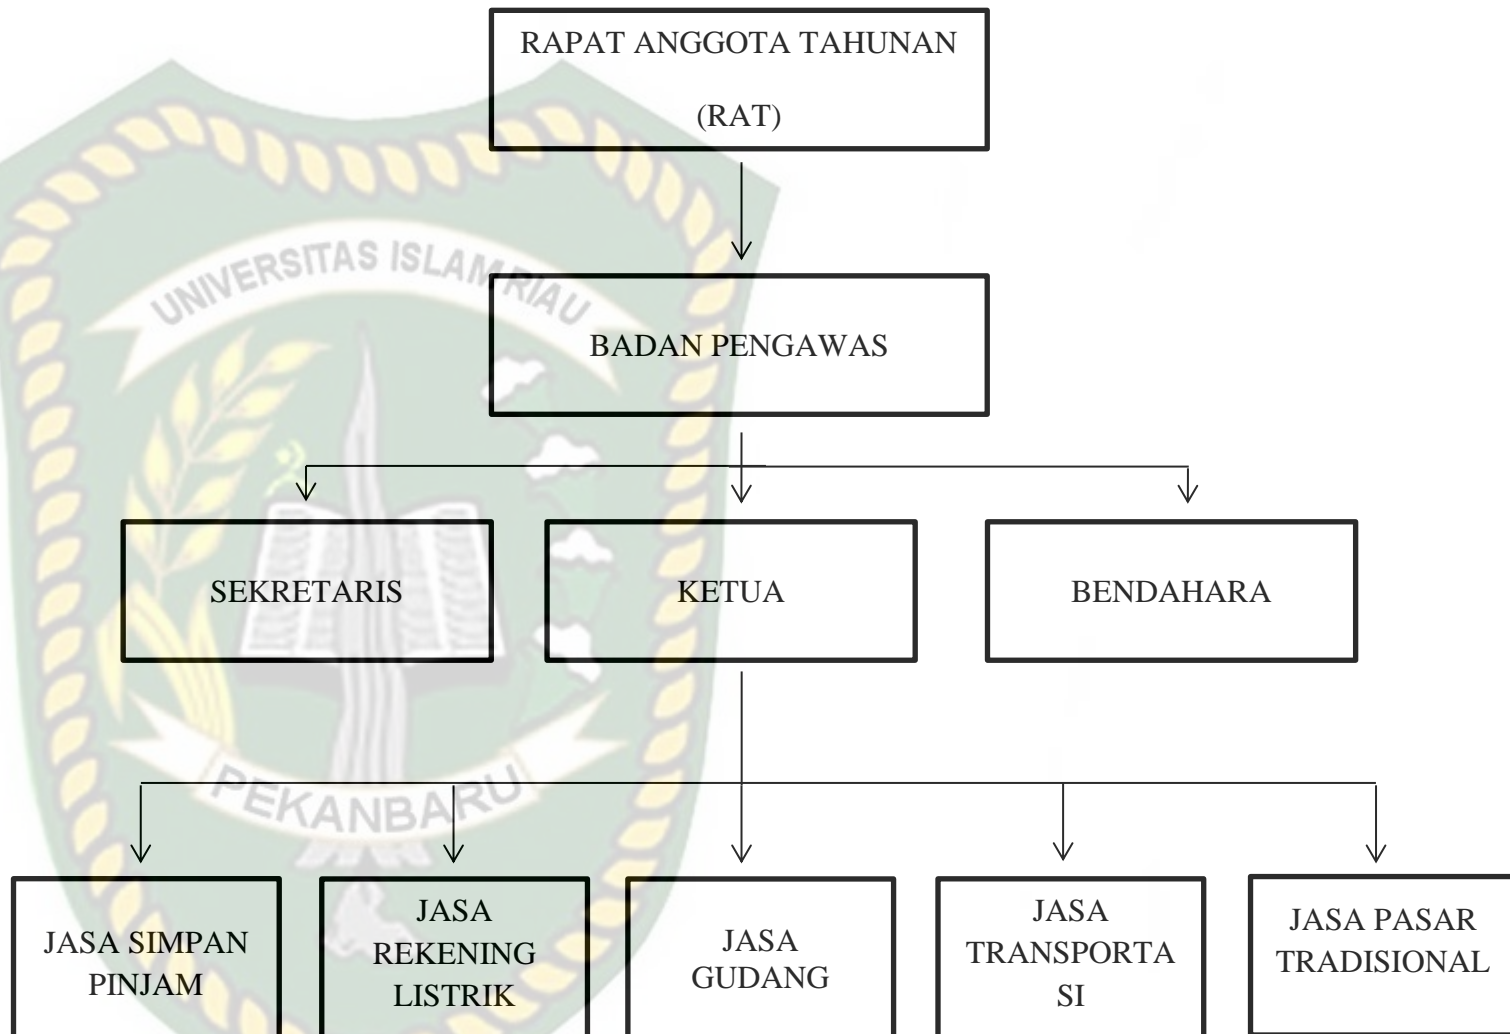 RAPAT ANGGOTA TAHUNAN
(RAT)
UNIVERSITAS ISLAM RIAU
BADAN PENGAWAS
SEKRETARIS
KETUA
BENDAHARA
PEKANBARU
JASA SIMPAN
PINJAM
JASA
REKENING
LISTRIK
JASA
GUDANG
JASA
TRANSPORTA
SI
JASA PASAR
TRADISIONAL